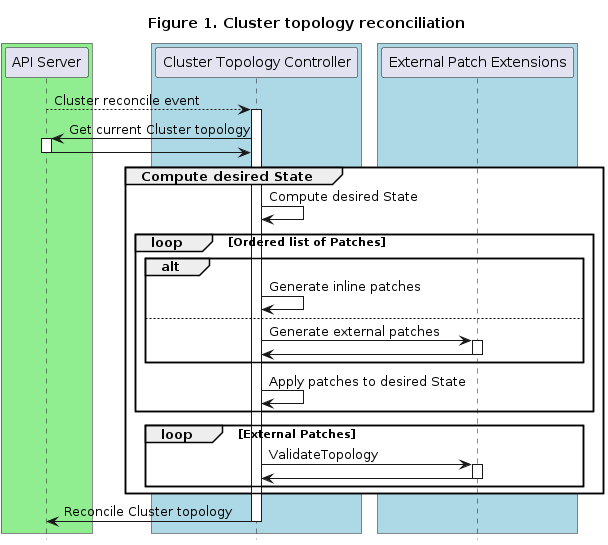 Figure 1. Cluster topology reconciliation
API Server
Cluster Topology Controller
External Patch Extensions
Cluster reconcile event
Get current Cluster topology
Compute desired State
Compute desired State
loop [Ordered list of Patches]
alt
Generate inline patches
Generate external patches
Apply patches to desired State
loop [External Patches]
ValidateTopology
Reconcile Cluster topology